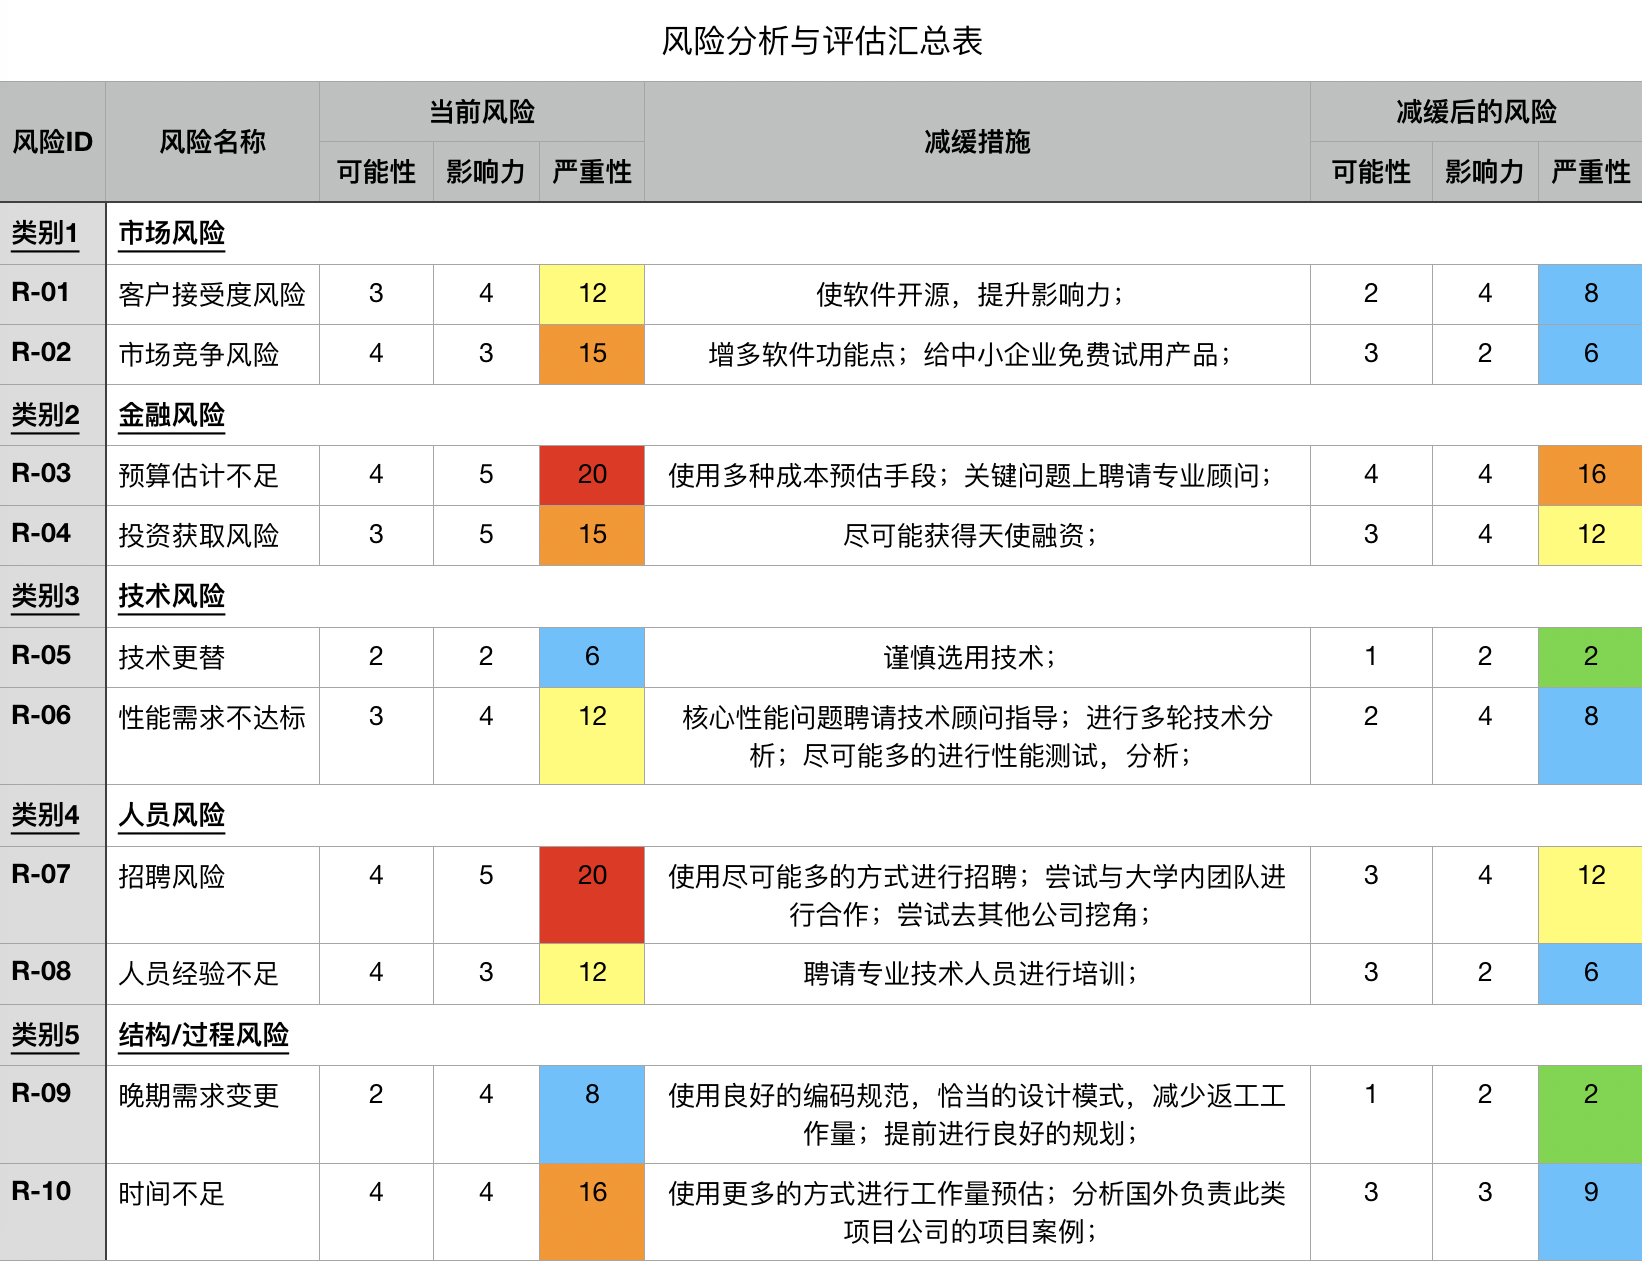 风险分析与评估汇总表
风险ID 风险名称 当前风险 减缓措施 减缓后的风险
可能性 影响力 严重性 可能性 影响力 严重性
类别1 市场风险
R-01 客户接受度风险 3 4 12 使软件开源，提升影响力； 2 4 8
R-02 市场竞争风险 4 3 15 增多软件功能点；给中小企业免费试用产品； 3 2 6
类别2 金融风险
R-03 预算估计不足 4 5 20 使用多种成本预估手段；关键问题上聘请专业顾问； 4 4 16
R-04 投资获取风险 3 5 15 尽可能获得天使融资； 3 4 12
类别3 技术风险
R-05 技术更替 2 2 6 谨慎选用技术； 1 2 2
R-06 性能需求不达标 3 4 12 核心性能问题聘请技术顾问指导；进行多轮技术分 2 4 8
析；尽可能多的进行性能测试，分析；
类别4 人员风险
R-07 招聘风险 4 5 20 使用尽可能多的方式进行招聘；尝试与大学内团队进 3 4 12
行合作；尝试去其他公司挖角；
R-08 人员经验不足 4 3 12 聘请专业技术人员进行培训； 3 2 6
类别5 结构/过程风险
R-09 晚期需求变更 2 4 8 使用良好的编码规范，恰当的设计模式，减少返工工 1 2 2
作量；提前进行良好的规划；
R-10 时间不足 4 4 16 使用更多的方式进行工作量预估；分析国外负责此类 3 3 9
项目公司的项目案例；